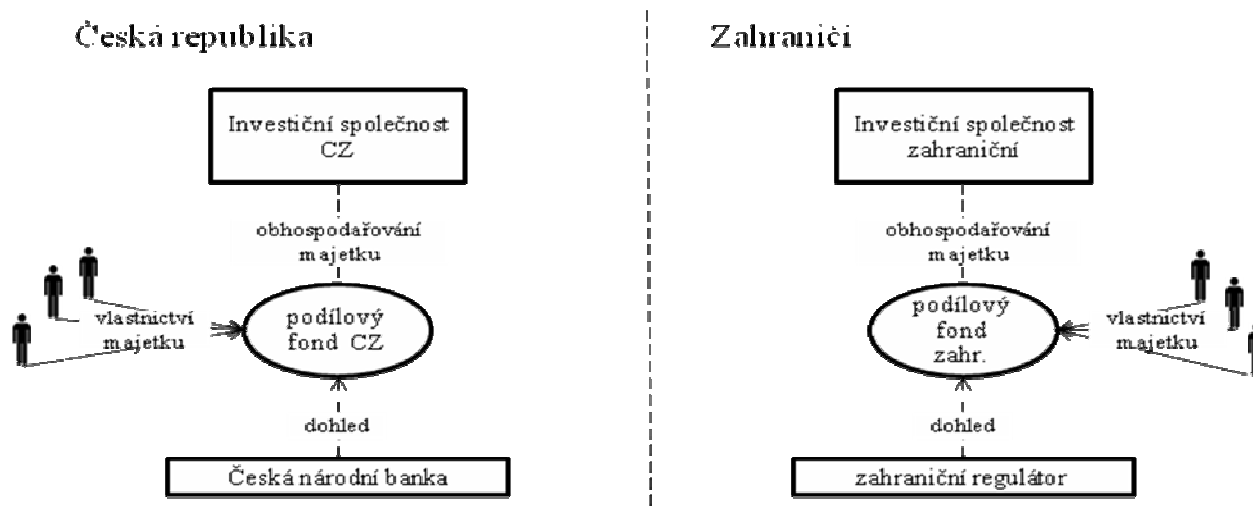 Česká republika
Investiční společnost
CZ
obhospodařování
majetku
vlastnictví
majetku
podílový
fond CZ
dohled
Česká národní banka
Zahraničí
Investiční společnost
zahraniční
obhospodařování
majetku
podílový
fond
zahr.
vlastnictví
majetku
dohled
zahraniční regulátor